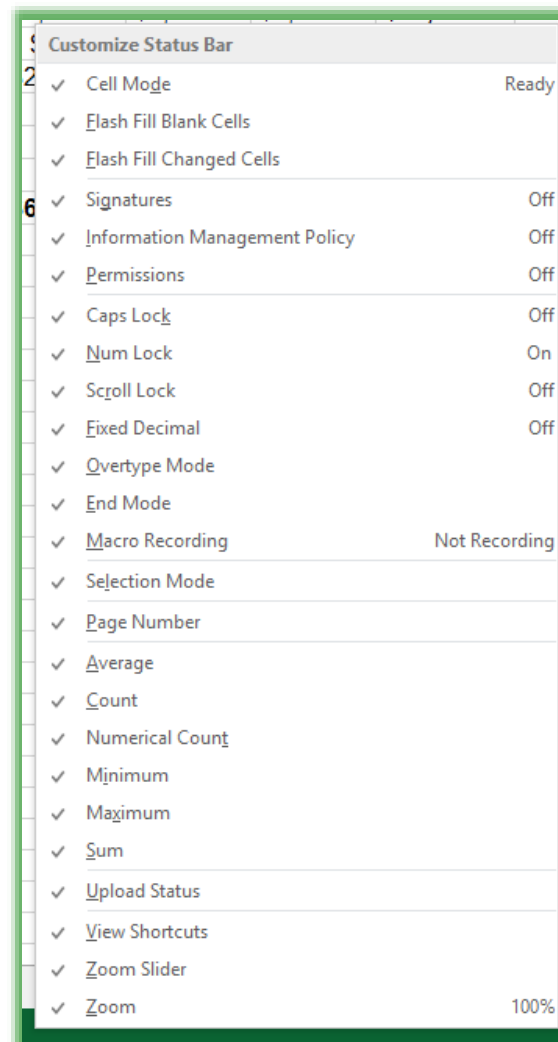 Customize Status Bar
Cell Mode Ready
Flash Fill Blank Cells
Flash Fill Changed Cells
Signatures Off
Information Management Policy Off
Permissions Off
Caps Lock Off
Num Lock On
Scroll Lock Off
Fixed Decimal Off
Overtype Mode
End Mode
Macro Recording Not Recording
Selection Mode
Page Number
Average
Count
Numerical Count
Minimum
Maximum
Sum
Upload Status
View Shortcuts
Zoom Slider
Zoom 100%